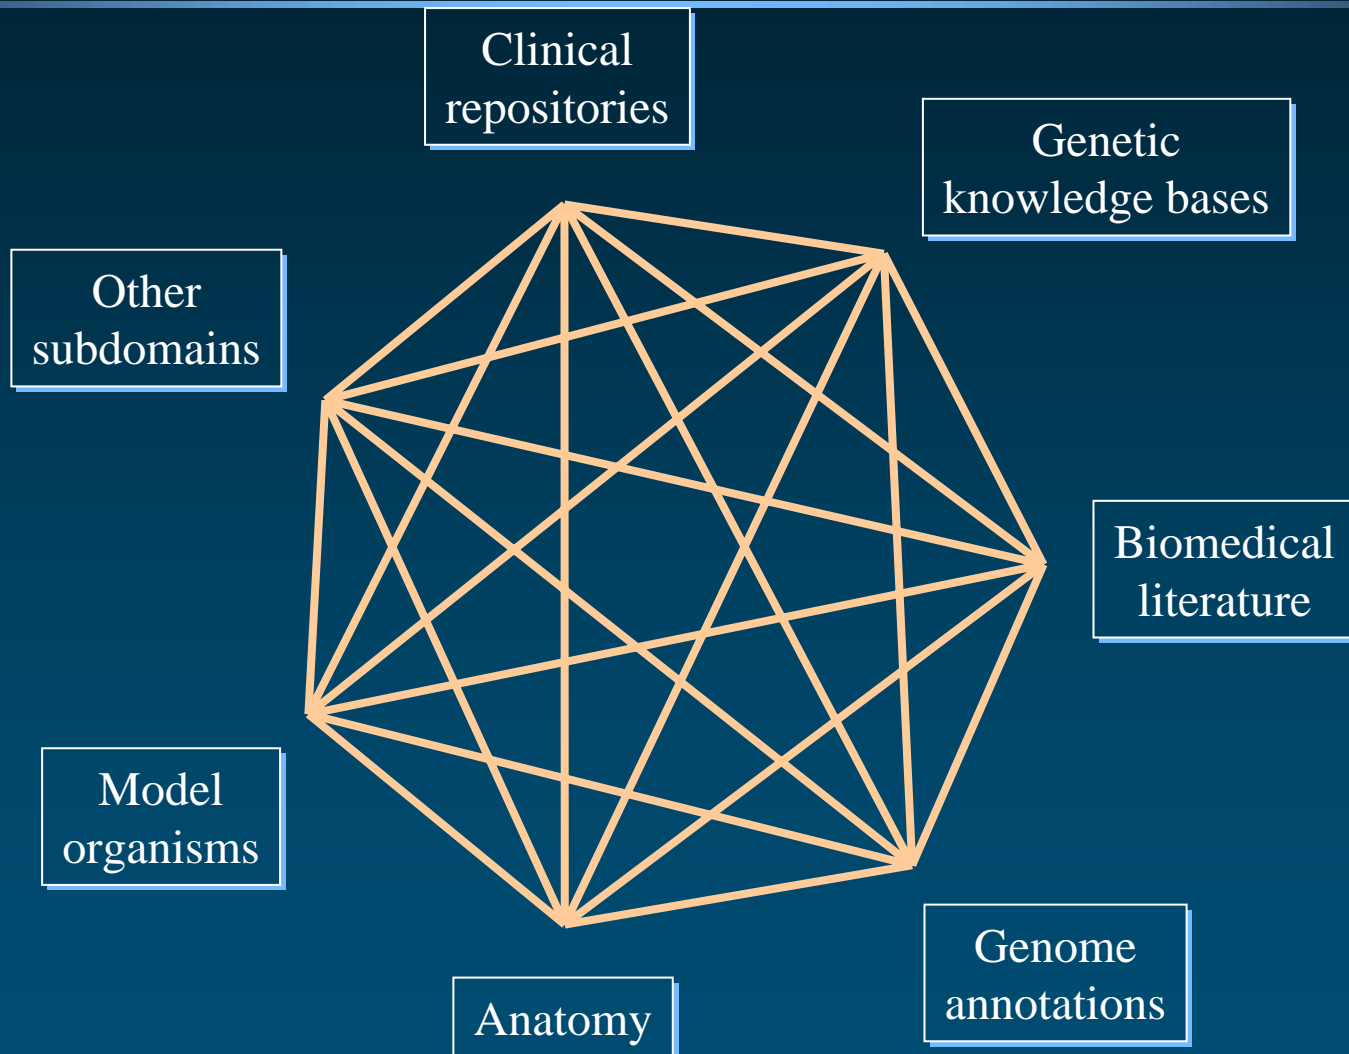 Clinical
repositories
Genetic
knowledge bases
Other
subdomains
Biomedical
literature
Model
organisms
Genome
annotations
Anatomy